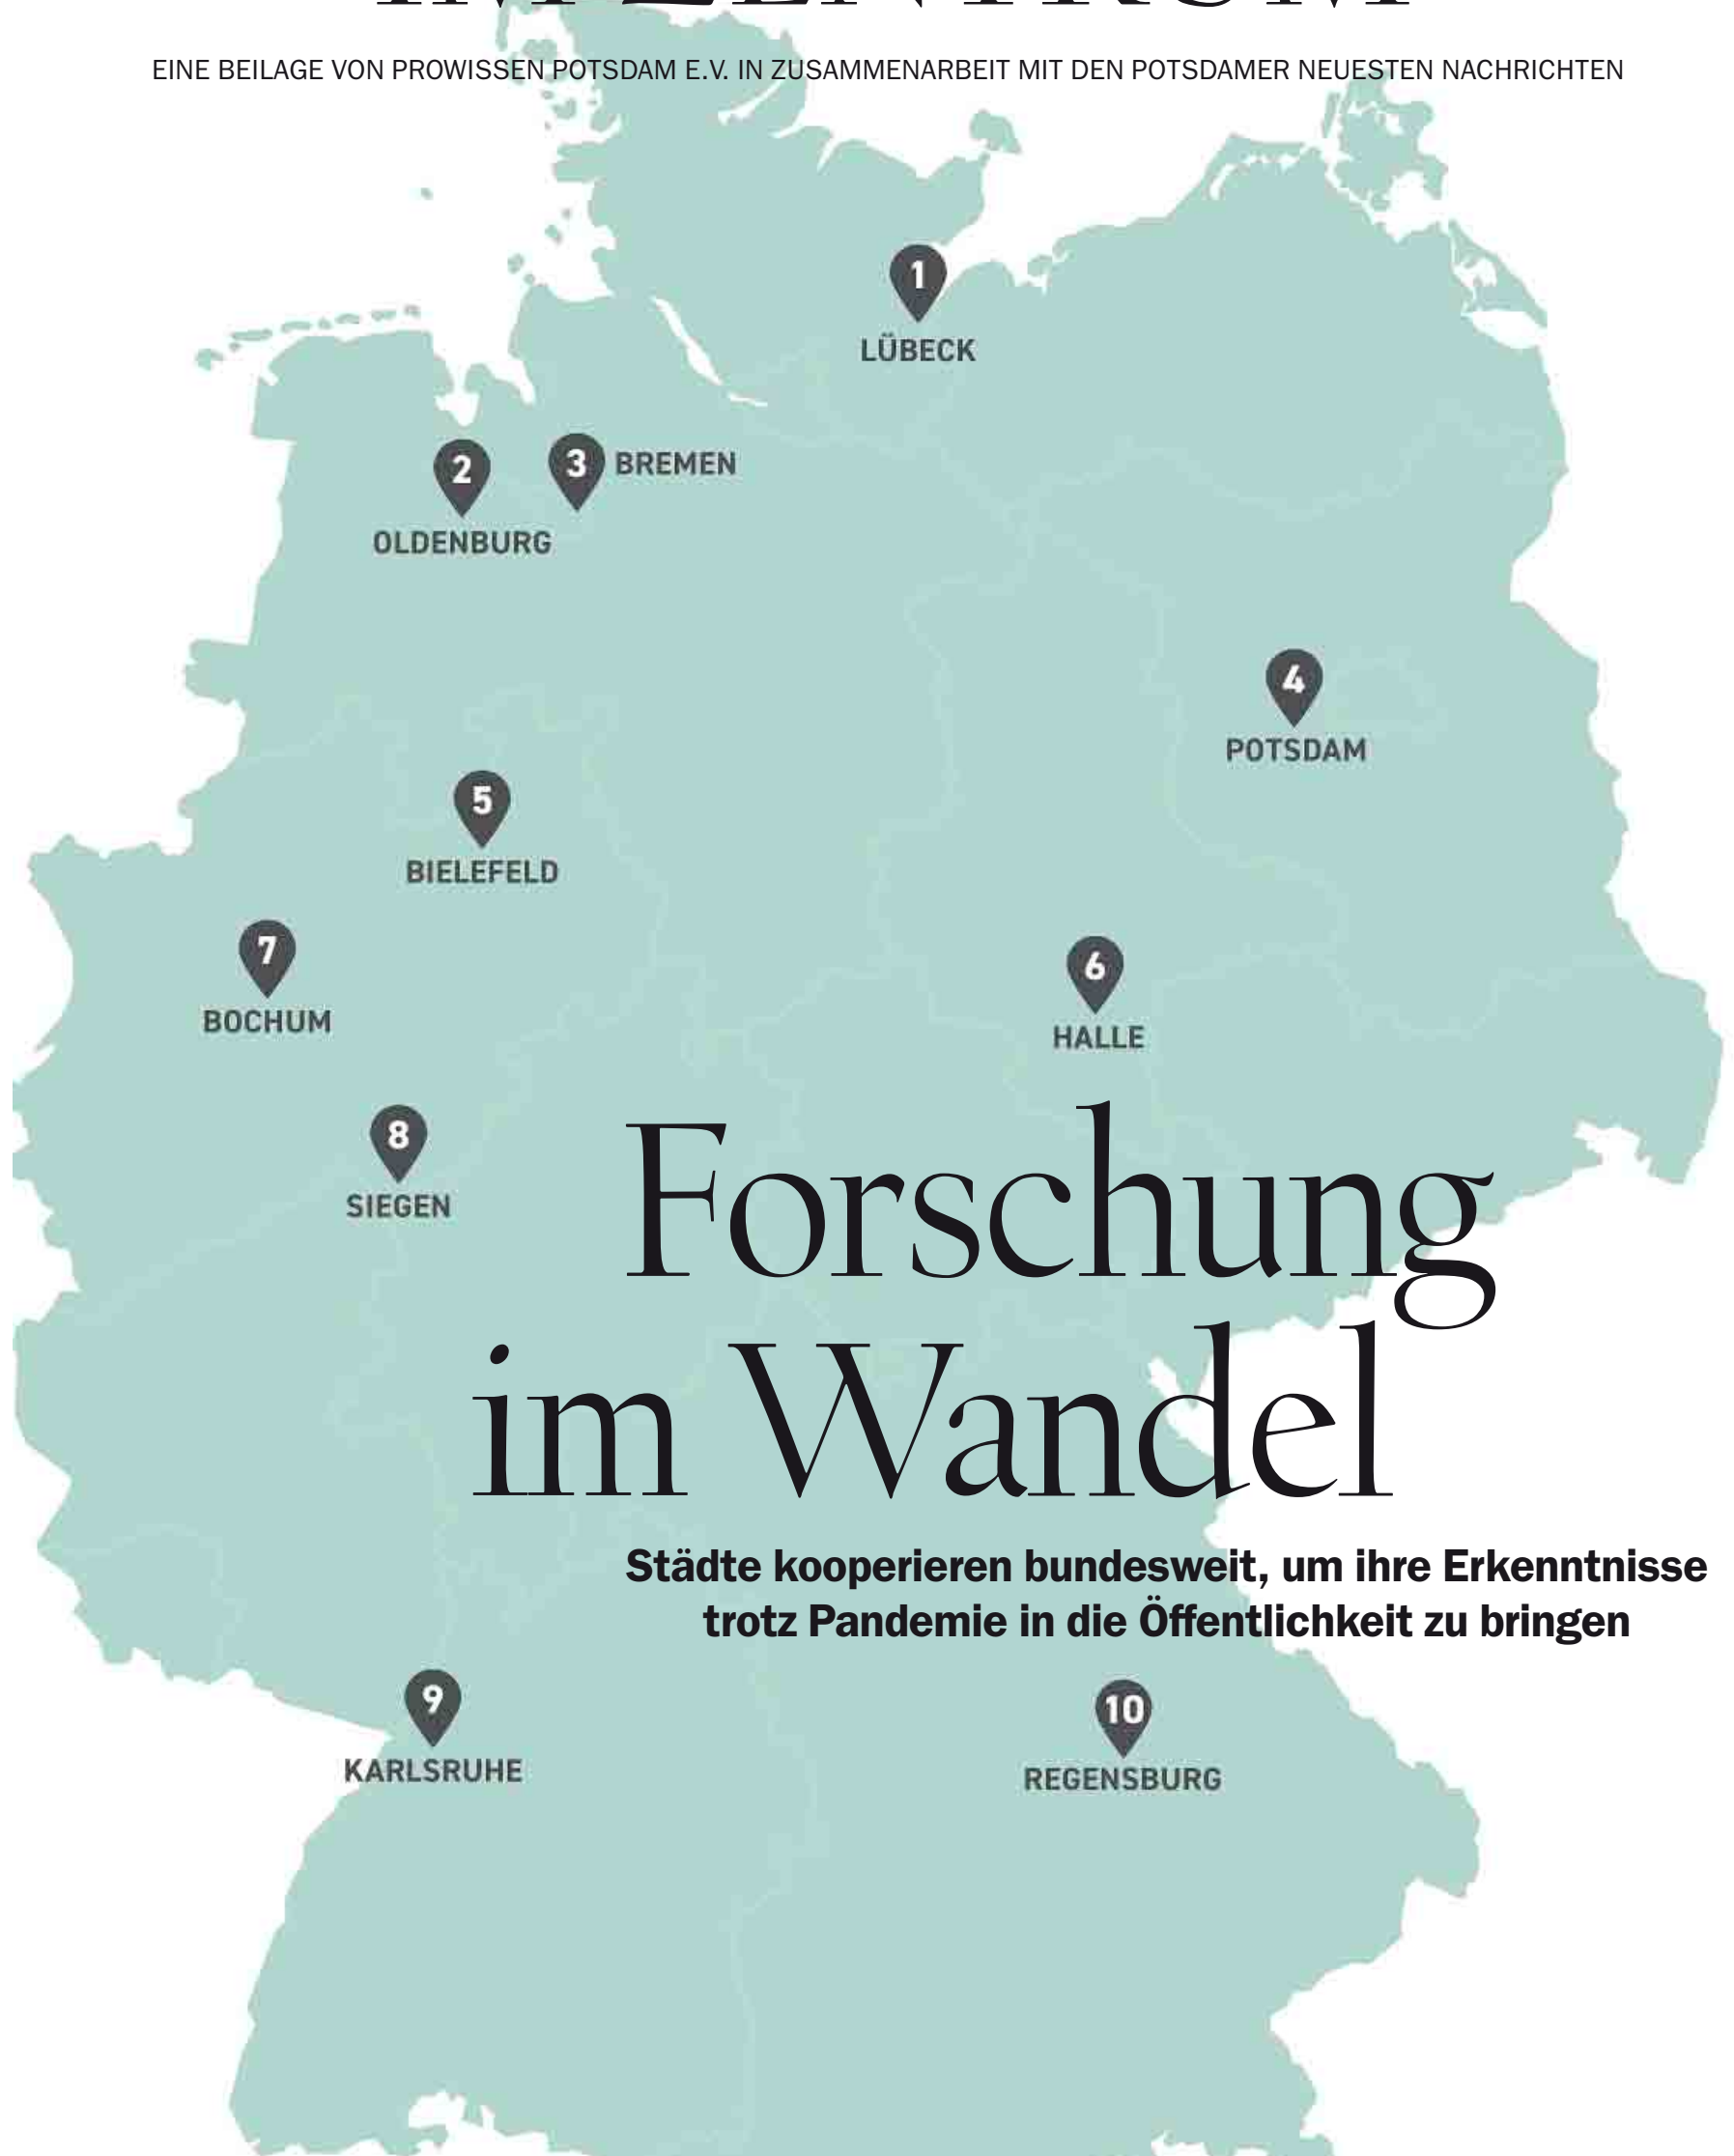 IM ZENTRUM
EINE BEILAGE VON PROWISSEN POTSDAM E.V. IN ZUSAMMENARBEIT MIT DEN POTSDAMER NEUESTEN NACHRICHTEN
1
LÜBECK
2
OLDENBURG
3 BREMEN
4
POTSDAM
5
BIELEFELD
7
BOCHUM
6
HALLE
8
SIEGEN
Forschung
im Wandel
Städte kooperieren bundesweit, um ihre Erkenntnisse
trotz Pandemie in die Öffentlichkeit zu bringen
9
KARLSRUHE
10
REGENSBURG